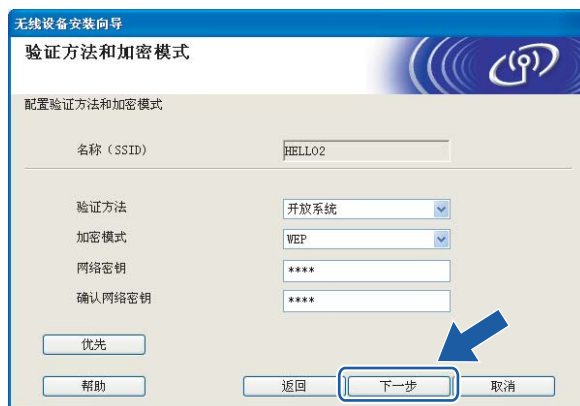 无线设备安装向导
验证方法和加密模式
配置验证方法和加密模式
名称（SSID） HELLO2
验证方法 开放系统
加密模式 WEP
网络密钥 ****
确认网络密钥 ****
优先
帮助 返回 下一步 取消